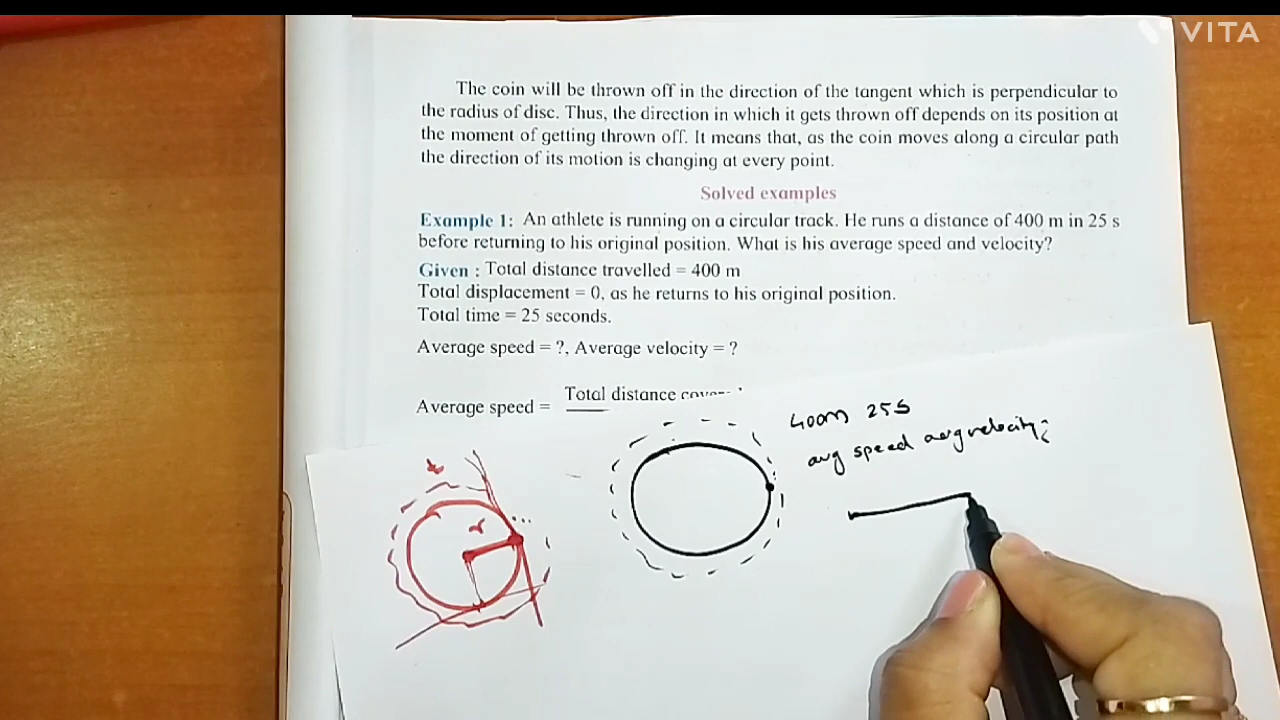 VITA
The coin will be thrown off in the direction of the tangent which is perpendicular to
the radius of disc. Thus, the direction in which it gets thrown off depends on its position at
the moment of getting thrown off. It means that, as the coin moves along a circular path
the direction of its motion is changing at every point.
Solved examples
Example 1: An athlete is running on a circular track. He runs a distance of 400 m in 25 s
before returning to his original position. What is his average speed and velocity?
Given : Total distance travelled = 400 m
Total displacement = 0, as he returns to his original position.
Total time = 25 seconds.
Average speed = ?, Average velocity = ?
Total distance
Average speed =
400m 25s
avg speed avg velocity?
r